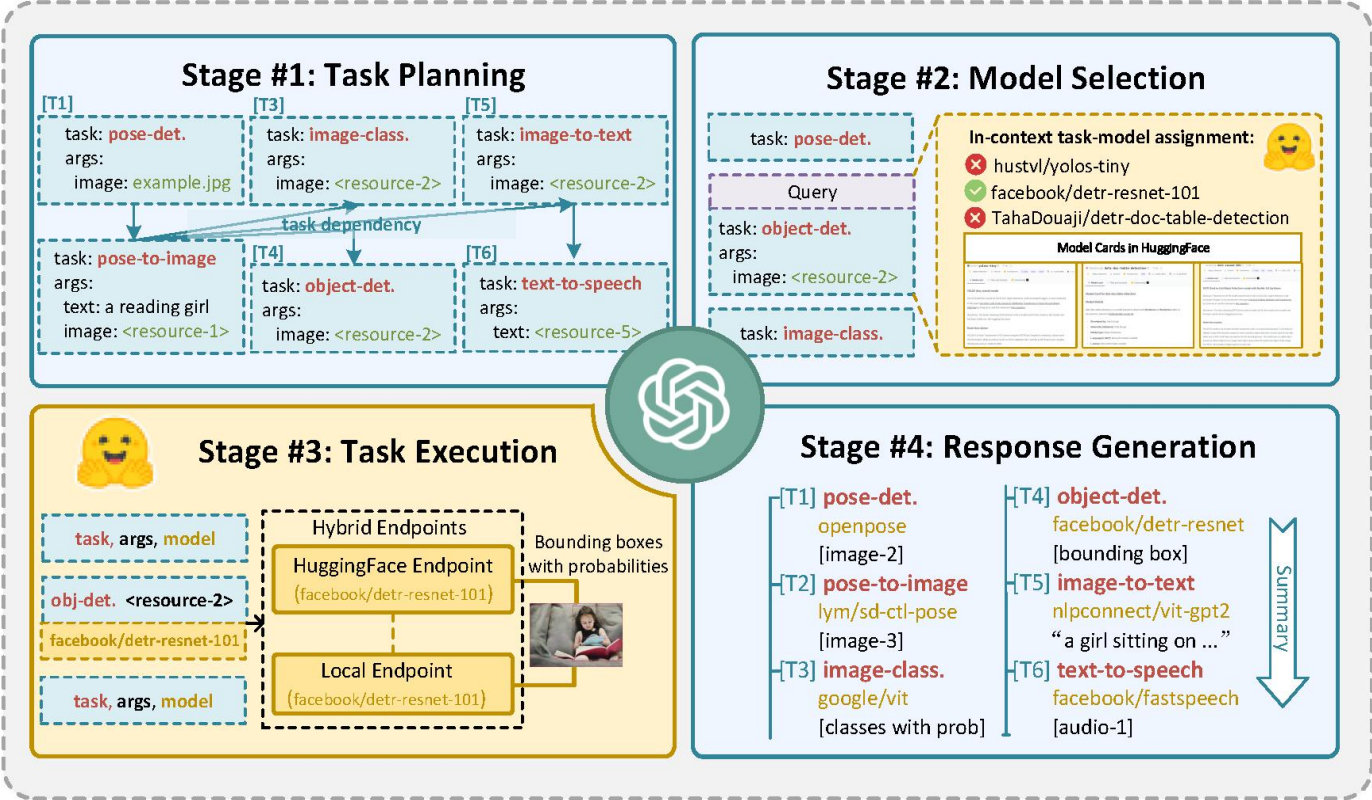 Stage #1: Task Planning
[T1]
task: pose-det.
args:
image: example.jpg
[T3]
task: image-class.
args:
image: <resource-2>
[T5]
task: image-to-text
args:
image: <resource-2>
task dependency
task: pose-to-image
args:
text: a reading girl
image: <resource-1>
[T4]
task: object-det.
args:
image: <resource-2>
[T6]
task: text-to-speech
args:
text: <resource-5>
Stage #2: Model Selection
task: pose-det.
Query
task: object-det.
args:
image: <resource-2>
task: image-class.
In-context task-model assignment:
hustvl/yolos-tiny
facebook/detr-resnet-101
TahaDouaji/detr-doc-table-detection
Model Cards in HuggingFace
Stage #3: Task Execution
task, args, model
obj-det. <resource-2>
facebook/detr-resnet-101
task, args, model
Hybrid Endpoints
HuggingFace Endpoint
(facebook/detr-resnet-101)
Local Endpoint
(facebook/detr-resnet-101)
Bounding boxes
with probabilities
Stage #4: Response Generation
[T1] pose-det.
openpose
[image-2]
[T2] pose-to-image
lym/sd-ctl-pose
[image-3]
[T3] image-class.
google/vit
[classes with prob]
[T4] object-det.
facebook/detr-resnet
[bounding box]
[T5] image-to-text
nlpconnect/vit-gpt2
“a girl sitting on ...”
[T6] text-to-speech
facebook/fastspeech
[audio-1]
Summary